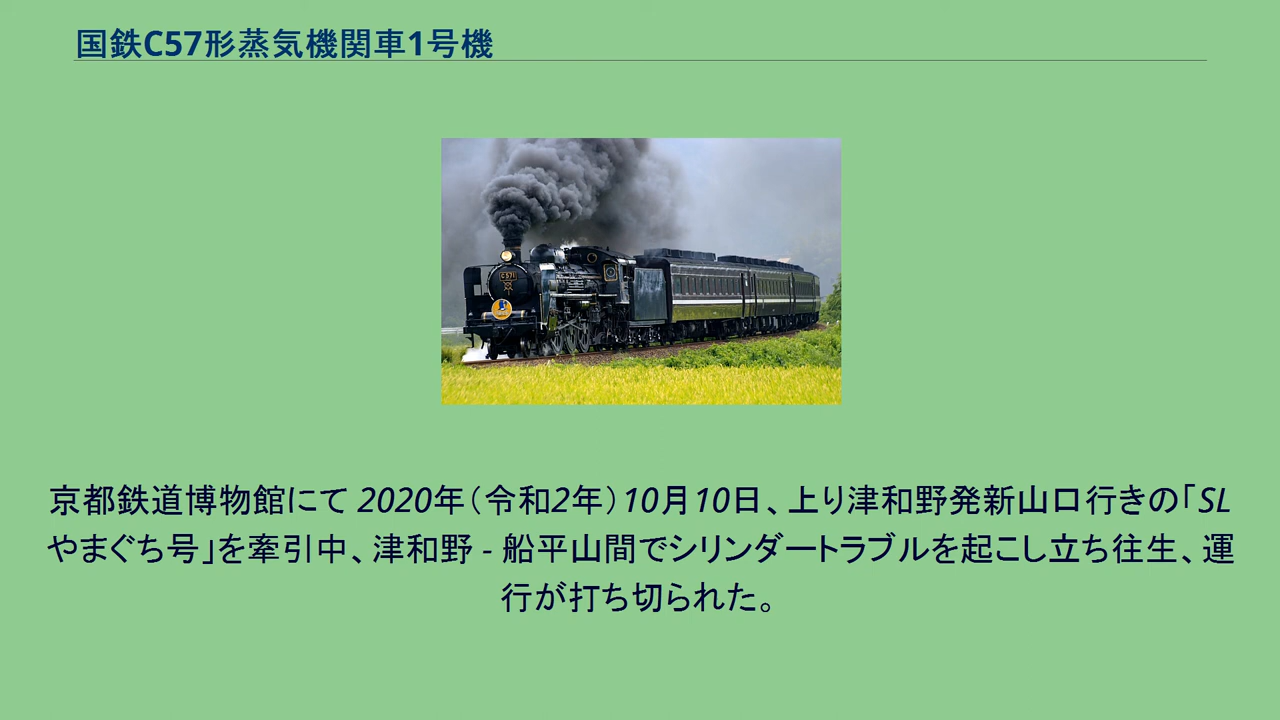 国鉄C57形蒸気機関車1号機
C571
京都鉄道博物館にて 2020年（令和2年）10月10日、上り津和野発新山口行きの「SL
やまぐち号」を牽引中、津和野 - 船平山間でシリンダートラブルを起こし立ち往生、運
行が打ち切られた。